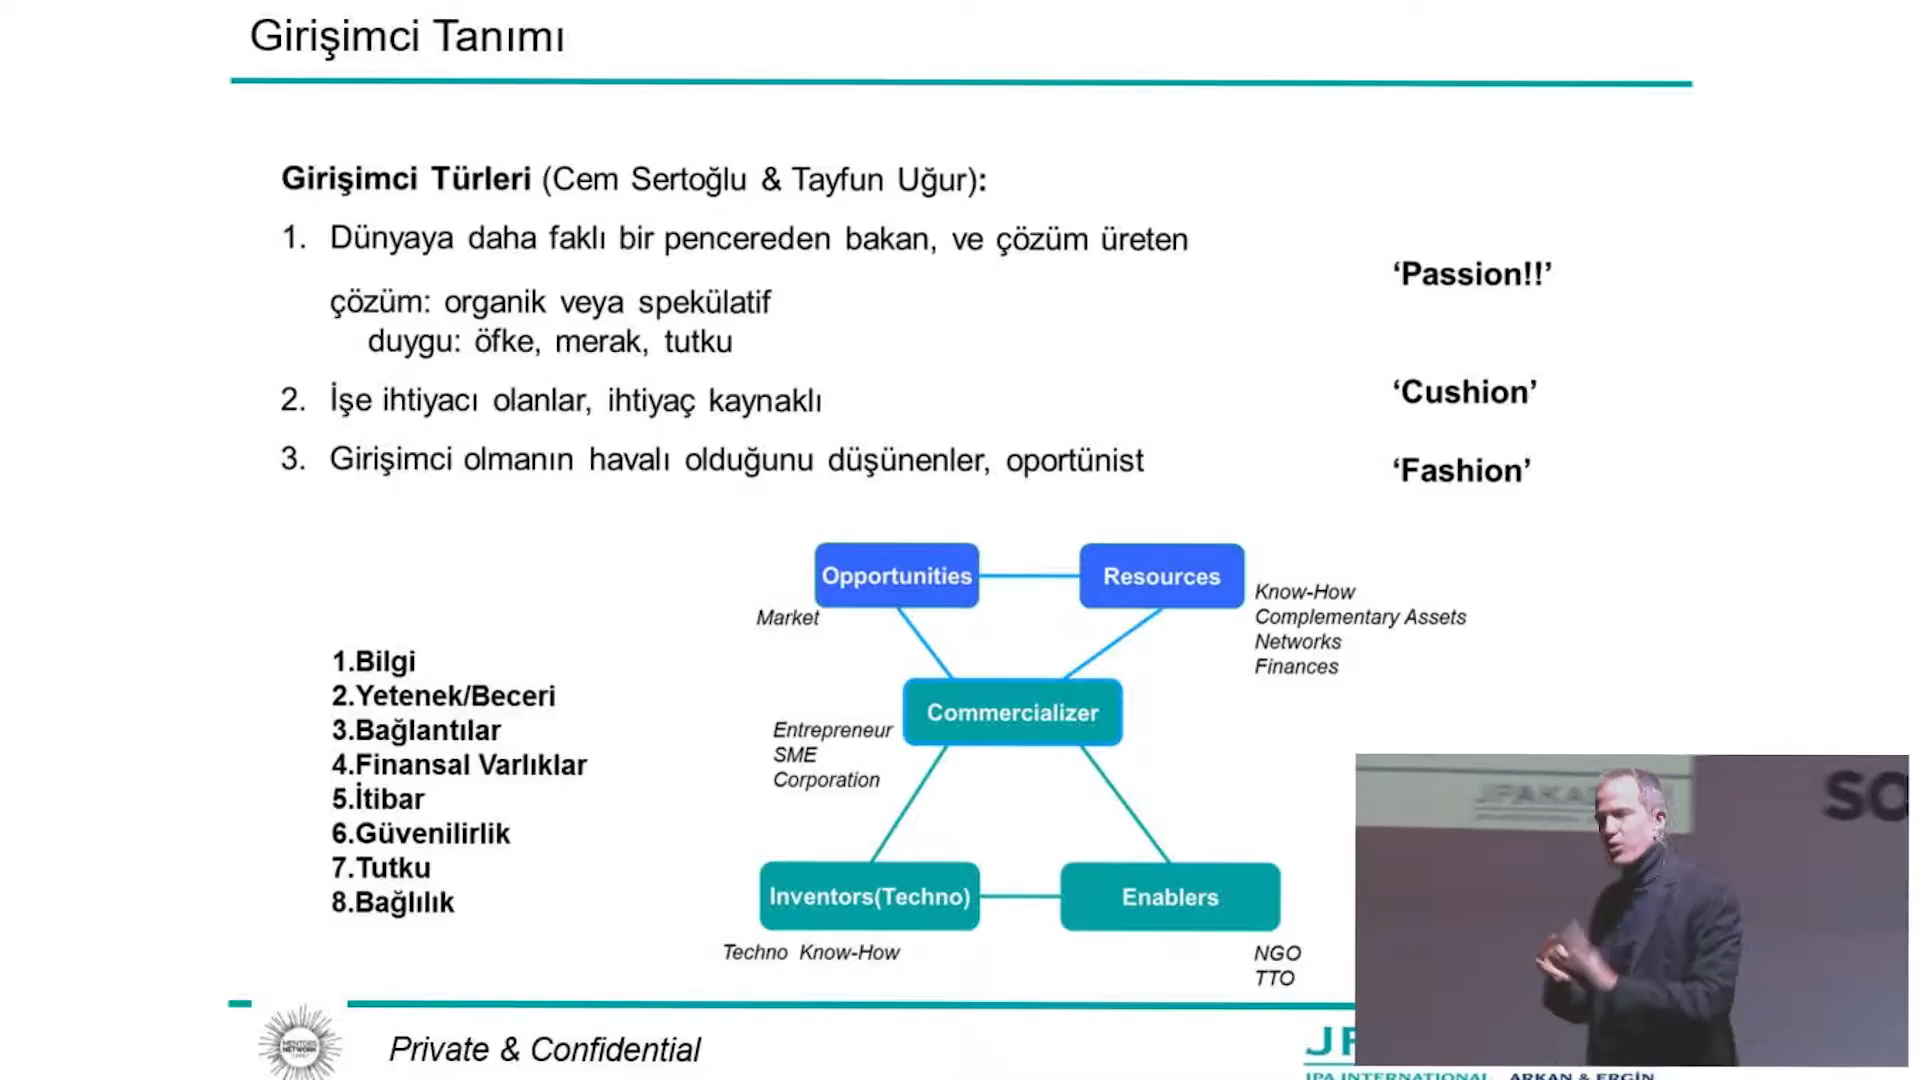 Girişimci Tanımı
Girişimci Türleri (Cem Sertoğlu & Tayfun Uğur):
1. Dünyaya daha faklı bir pencereden bakan, ve çözüm üreten
‘Passion!!’
çözüm: organik veya spekülatif
duygu: öfke, merak, tutku
2. İşe ihtiyacı olanlar, ihtiyaç kaynaklı
‘Cushion’
3. Girişimci olmanın havalı olduğunu düşünenler, oportünist
‘Fashion’
1.Bilgi
2.Yetenek/Beceri
3.Bağlantılar
4.Finansal Varlıklar
5.İtibar
6.Güvenilirlik
7.Tutku
8.Bağlılık
Opportunities
Resources
Market
Know-How
Complementary Assets
Networks
Finances
Commercializer
Entrepreneur
SME
Corporation
Inventors(Techno)
Enablers
Techno Know-How
NGO
TTO
SO
MENTORS
NETWORK
Private & Confidential
JP
JPA INTERNATIONAL ARKAN & ERGİN